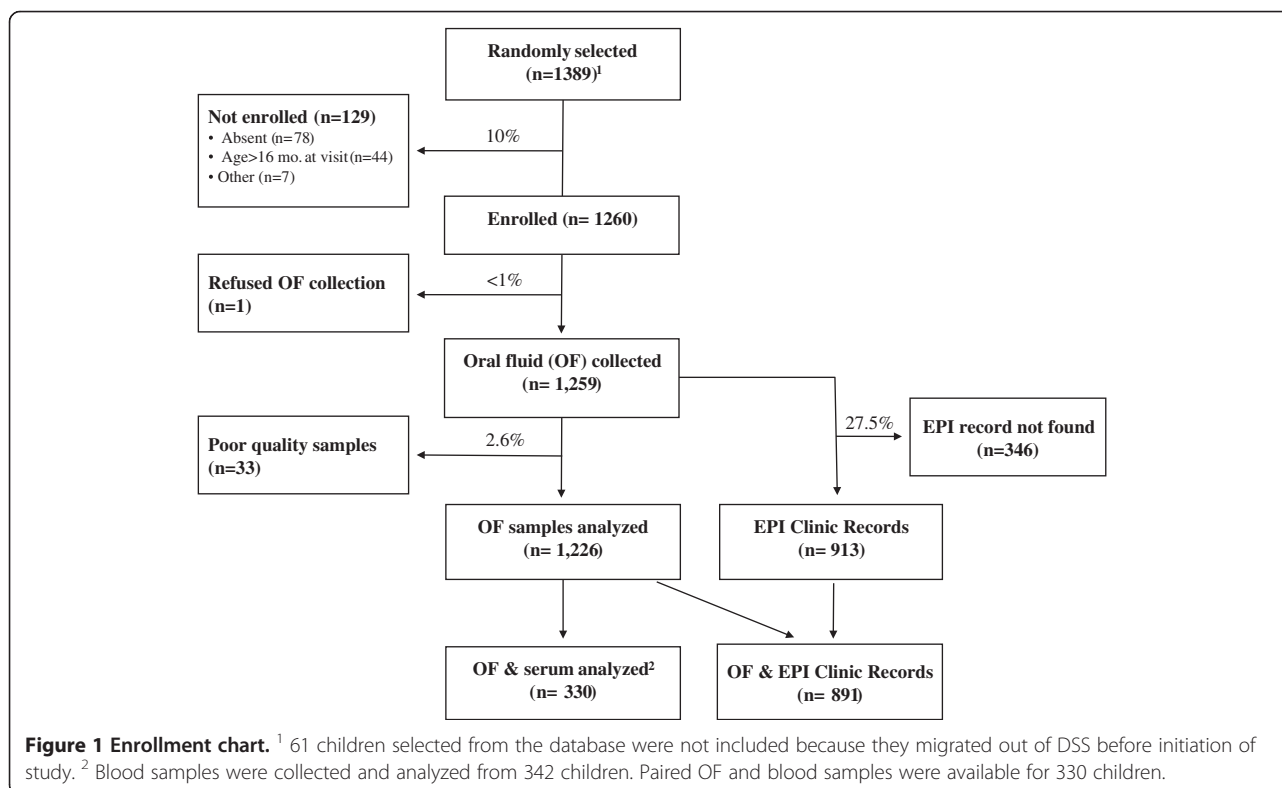 Randomly selected
(n=1389)1
Not enrolled (n=129)
• Absent (n=78)
• Age>16 mo. at visit (n=44)
• Other (n=7)
10%
Enrolled (n= 1260)
Refused OF collection
(n=1)
<1%
Oral fluid (OF) collected
(n= 1,259)
Poor quality samples
(n=33)
2.6%
27.5%
EPI record not found
(n=346)
OF samples analyzed
(n= 1,226)
EPI Clinic Records
(n= 913)
OF & serum analyzed2
(n= 330)
OF & EPI Clinic Records
(n= 891)
Figure 1 Enrollment chart. 1 61 children selected from the database were not included because they migrated out of DSS before initiation of
study. 2 Blood samples were collected and analyzed from 342 children. Paired OF and blood samples were available for 330 children.